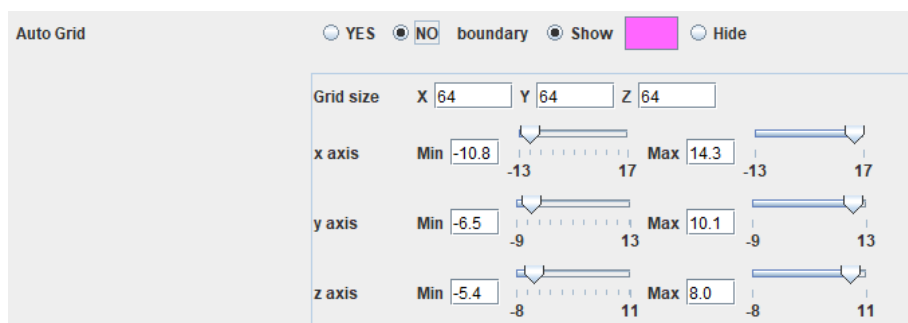 Auto Grid YES NO boundary Show Hide
Grid size X 64 Y 64 Z 64
x axis Min -10.8 Max 14.3
-13 17 -13 17
y axis Min -6.5 Max 10.1
-9 13 -9 13
z axis Min -5.4 Max 8.0
-8 11 -8 11